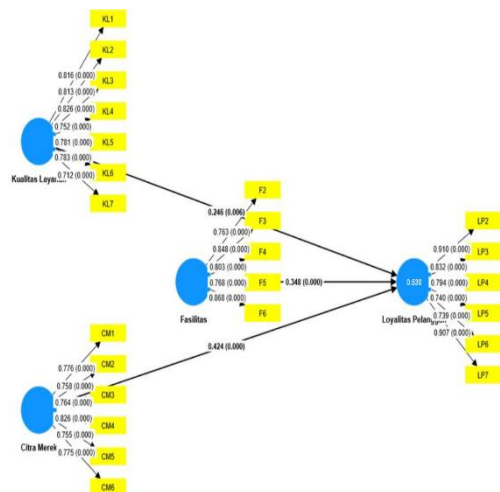 KL1
KL2
KL3
KL4
KL5
KL6
KL7
0.816 (0.000)
0.813 (0.000)
0.826 (0.000)
0.752 (0.000)
0.781 (0.000)
0.783 (0.000)
0.712 (0.000)
Kualitas Layanan
0.246 (0.006)
F2
F3
F4
F5
F6
0.763 (0.000)
0.848 (0.000)
0.803 (0.000)
0.768 (0.000)
0.868 (0.000)
Fasilitas
0.348 (0.000)
LP2
LP3
LP4
LP5
LP6
LP7
0.910 (0.000)
0.832 (0.000)
0.794 (0.000)
0.740 (0.000)
0.739 (0.000)
0.907 (0.000)
0.530
Loyalitas Pelanggan
0.424 (0.000)
CM1
CM2
CM3
CM4
CM5
CM6
0.776 (0.000)
0.758 (0.000)
0.764 (0.000)
0.826 (0.000)
0.755 (0.000)
0.775 (0.000)
Citra Merek